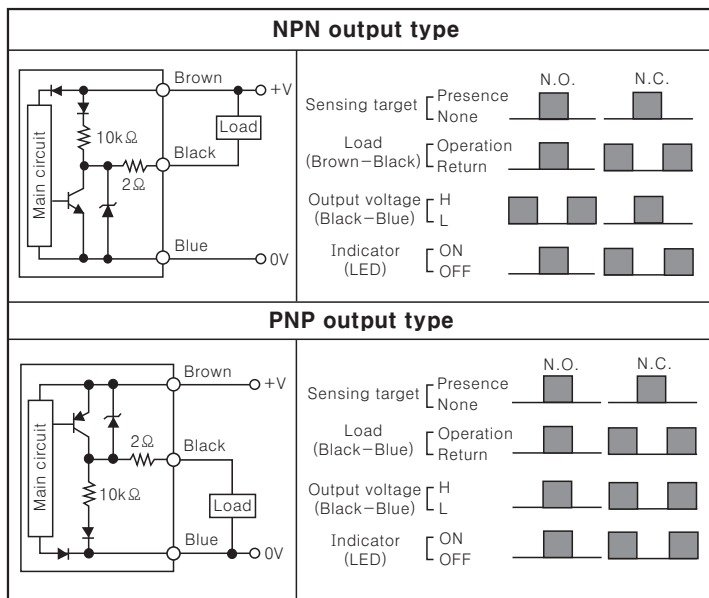 NPN output type
Brown
+V
Load
10kΩ
Black
2Ω
Main circuit
Blue
0V
N.O. N.C.
Sensing target Presence
None
Load Operation
(Brown-Black) Return
Output voltage H
(Black-Blue) L
Indicator ON
(LED) OFF
PNP output type
Brown
+V
Black
2Ω
Main circuit
10kΩ
Load
Blue
0V
N.O. N.C.
Sensing target Presence
None
Load Operation
(Black-Blue) Return
Output voltage H
(Black-Blue) L
Indicator ON
(LED) OFF